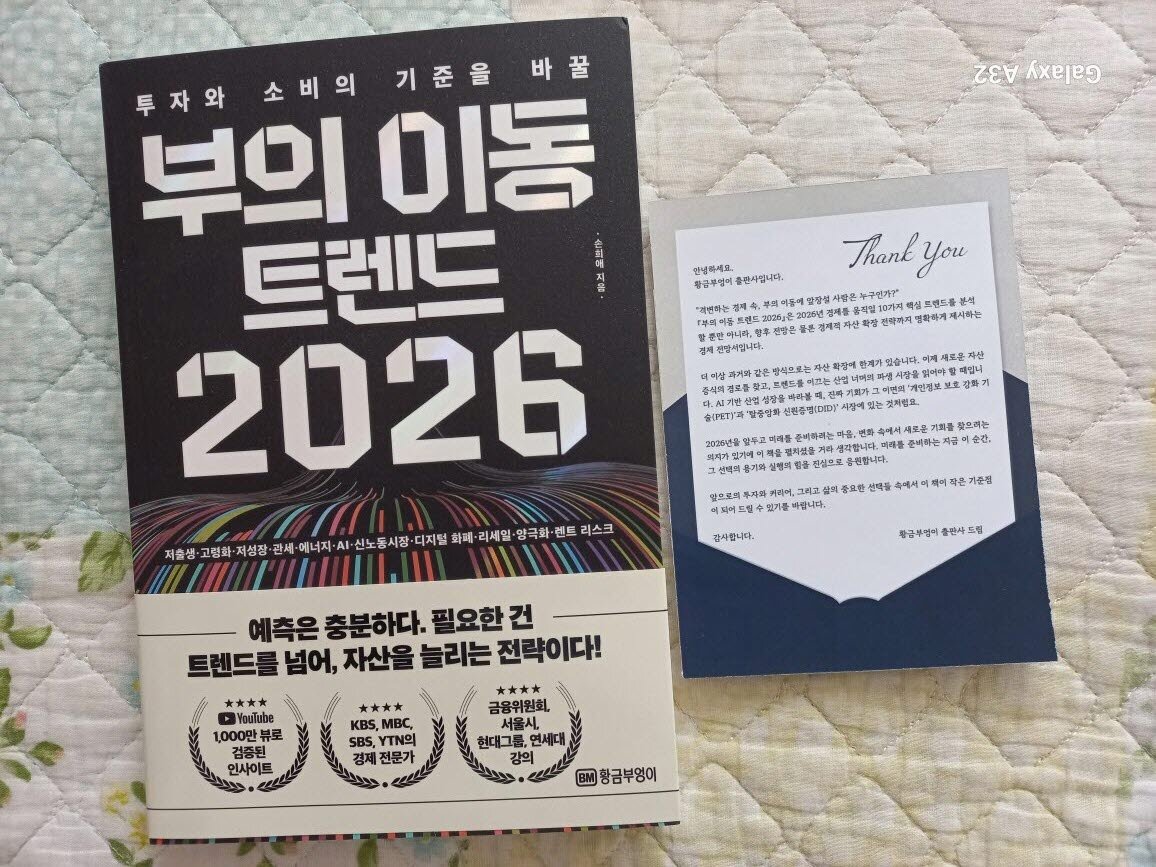 투자와 소비의 기준을 바꿀
부의 이동
트렌드
2026
·손희애 지음·
저출생·고령화·저성장·관세·에너지·AI·신노동시장·디지털 화폐·리세일·양극화·렌트 리스크
예측은 충분하다. 필요한 건
트렌드를 넘어, 자산을 늘리는 전략이다!
★★★★
YouTube
1,000만 뷰로
검증된
인사이트
★★★★
KBS, MBC,
SBS, YTN의
경제 전문가
★★★★
금융위원회,
서울시,
현대그룹, 연세대
강의
BM 황금부엉이
Galaxy A32
Thank You
안녕하세요.
황금부엉이 출판사입니다.
"격변하는 경제 속, 부의 이동에 앞장설 사람은 누구인가?"
『부의 이동 트렌드 2026』은 2026년 경제를 움직일 10가지 핵심 트렌드를 분석
할 뿐만 아니라, 향후 전망은 물론 경제적 자산 확장 전략까지 명확하게 제시하는
경제 전망서입니다.
더 이상 과거와 같은 방식으로는 자산 확장에 한계가 있습니다. 이제 새로운 자산
증식의 경로를 찾고, 트렌드를 이끄는 산업 너머의 파생 시장을 읽어야 할 때입니
다. AI 기반 산업 성장을 바라볼 때, 진짜 기회가 그 이면의 '개인정보 보호 강화 기
술(PET)'과 '탈중앙화 신원증명(DID)' 시장에 있는 것처럼요.
2026년을 앞두고 미래를 준비하려는 마음, 변화 속에서 새로운 기회를 찾으려는
의지가 있기에 이 책을 펼치셨을 거라 생각합니다. 미래를 준비하는 지금 이 순간,
그 선택의 용기와 실행의 힘을 진심으로 응원합니다.
앞으로의 투자와 커리어, 그리고 삶의 중요한 선택들 속에서 이 책이 작은 기준점
이 되어 드릴 수 있기를 바랍니다.
감사합니다.
황금부엉이 출판사 드림